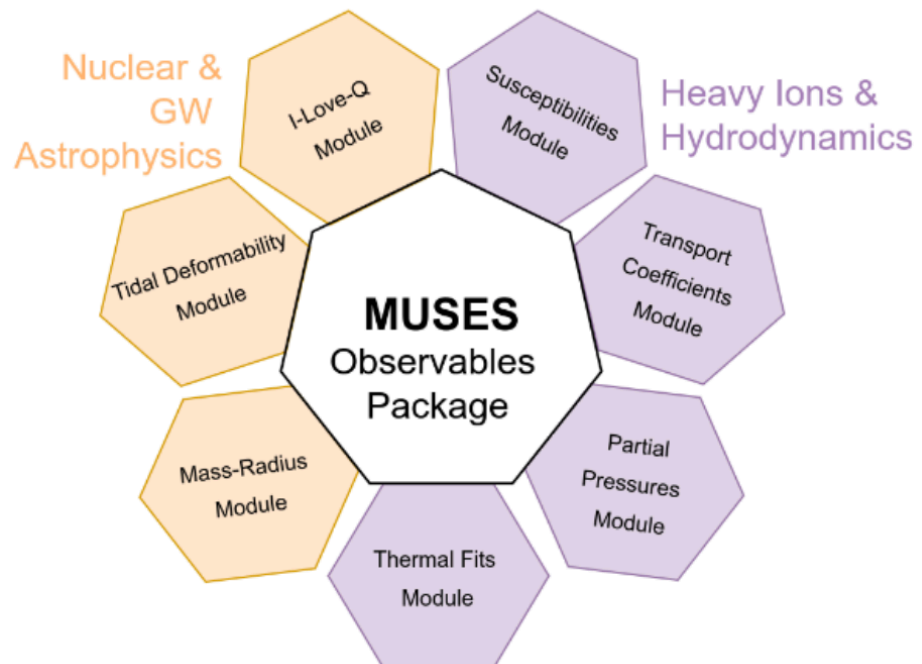 Nuclear &
GW
Astrophysics
I-Love-Q
Module
Susceptibilities
Module
Heavy Ions &
Hydrodynamics
Tidal Deformability
Module
Transport
Coefficients
Module
MUSES
Observables
Package
Mass-Radius
Module
Partial
Pressures
Module
Thermal Fits
Module